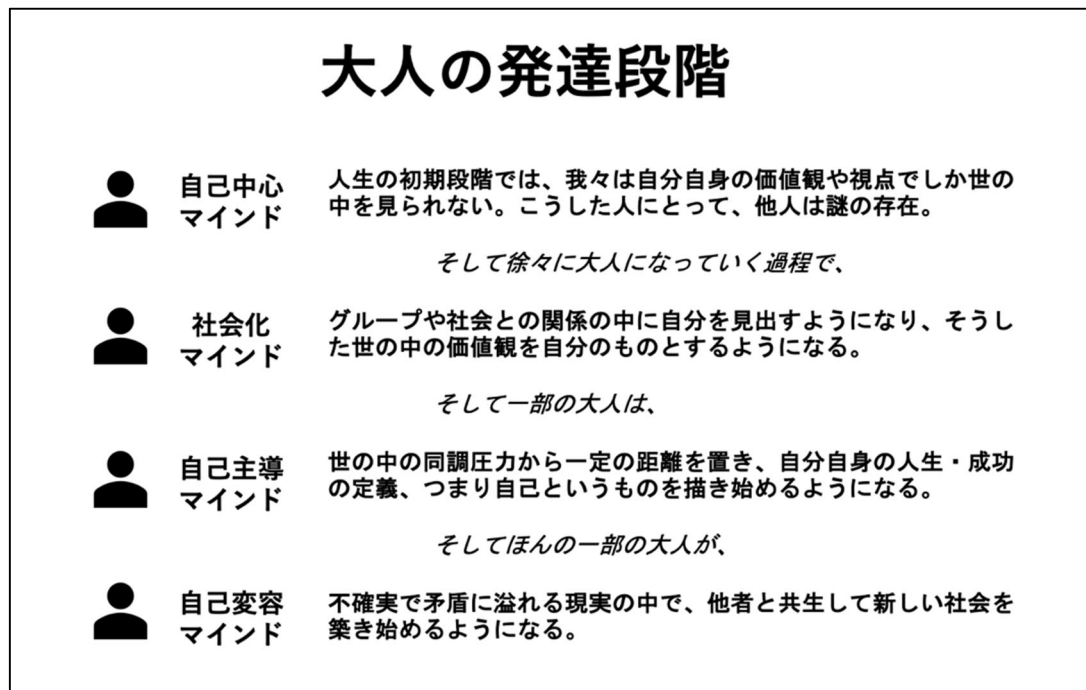 大人の発達段階
自己中心
マインド
人生の初期段階では、我々は自分自身の価値観や視点でしか世の
中を見られない。こうした人にとって、他人は謎の存在。
そして徐々に大人になっていく過程で、
社会化
マインド
グループや社会との関係の中に自分を見出すようになり、そうし
た世の中の価値観を自分のものとするようになる。
そして一部の大人は、
自己主導
マインド
世の中の同調圧力から一定の距離を置き、自分自身の人生・成功
の定義、つまり自己というものを描き始めるようになる。
そしてほんの一部の大人が、
自己変容
マインド
不確実で矛盾に溢れる現実の中で、他者と共生して新しい社会を
築き始めるようになる。